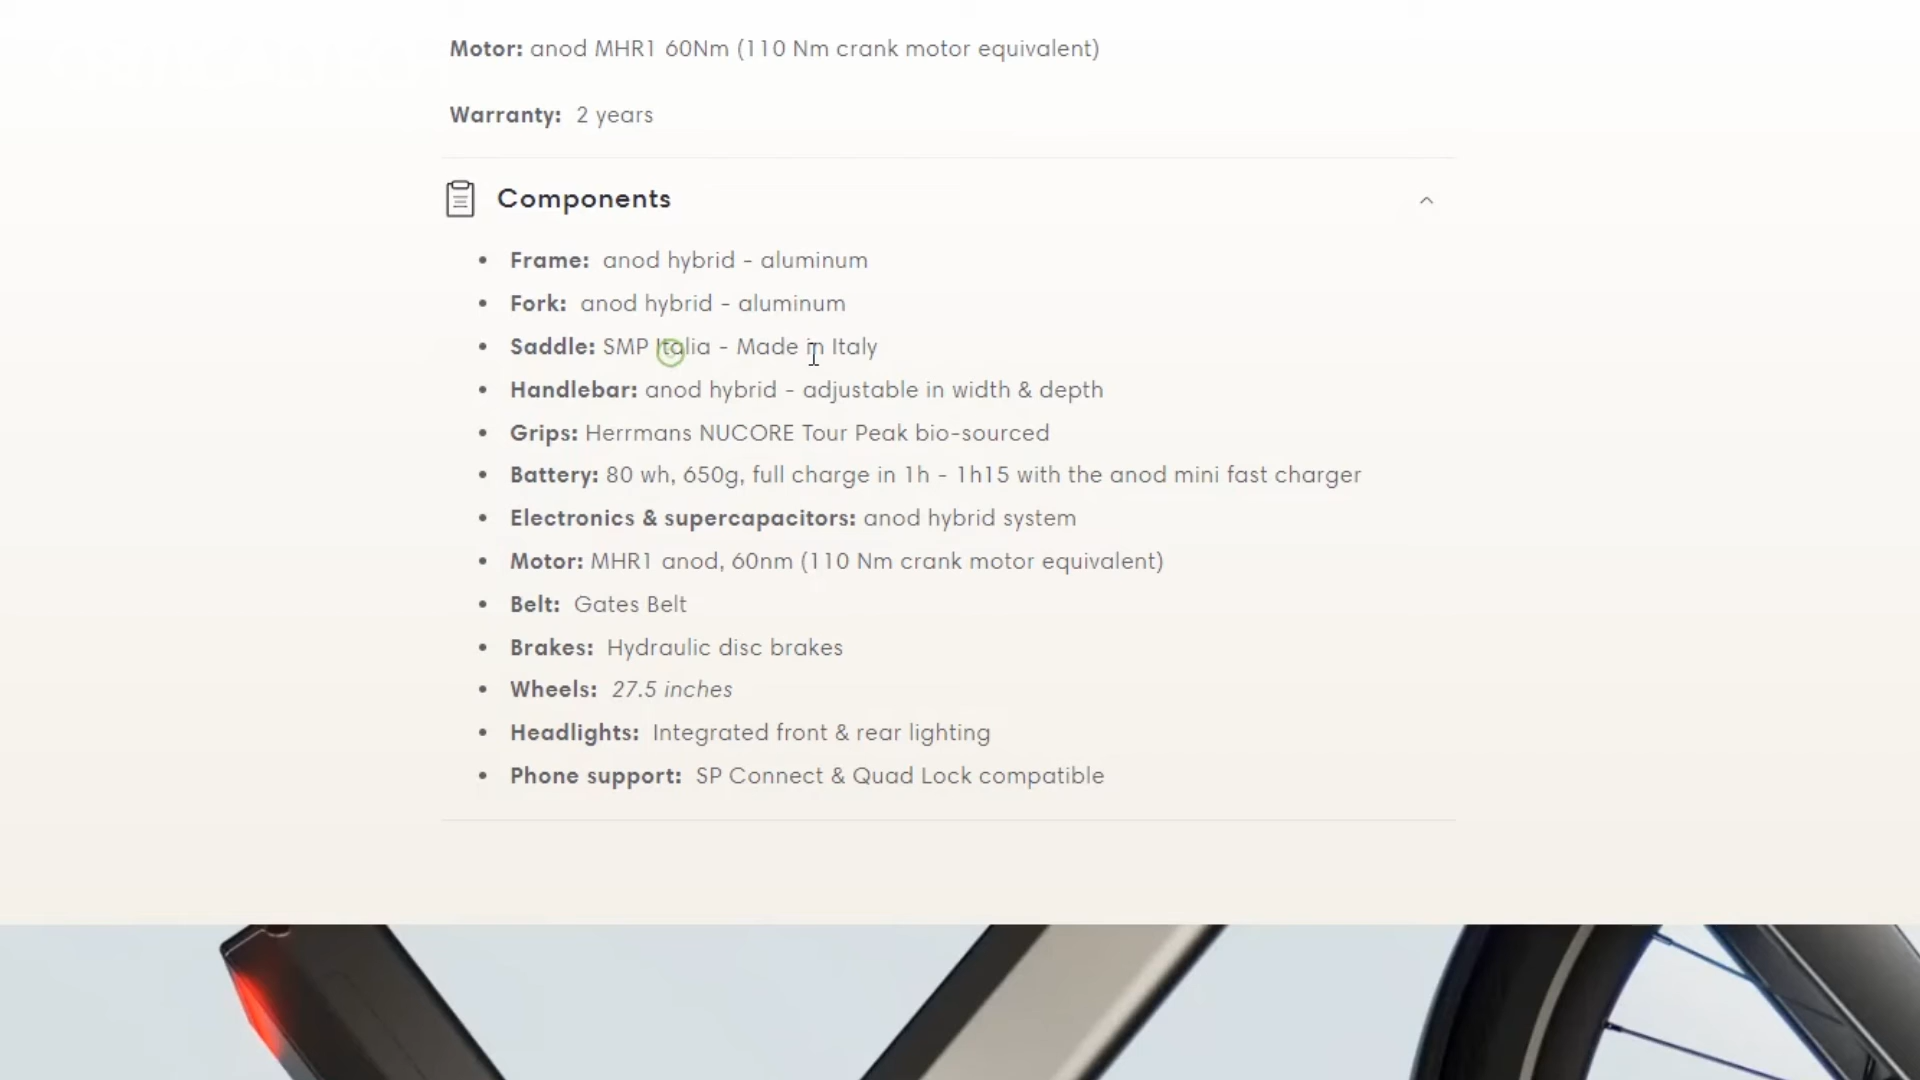 Motor: anod MHR1 60Nm (110 Nm crank motor equivalent)
Warranty: 2 years
Components
• Frame: anod hybrid - aluminum
• Fork: anod hybrid - aluminum
• Saddle: SMP Italia - Made in Italy
• Handlebar: anod hybrid - adjustable in width & depth
• Grips: Herrmans NUCORE Tour Peak bio-sourced
• Battery: 80 wh, 650g, full charge in 1h - 1h15 with the anod mini fast charger
• Electronics & supercapacitors: anod hybrid system
• Motor: MHR1 anod, 60nm (110 Nm crank motor equivalent)
• Belt: Gates Belt
• Brakes: Hydraulic disc brakes
• Wheels: 27.5 inches
• Headlights: Integrated front & rear lighting
• Phone support: SP Connect & Quad Lock compatible